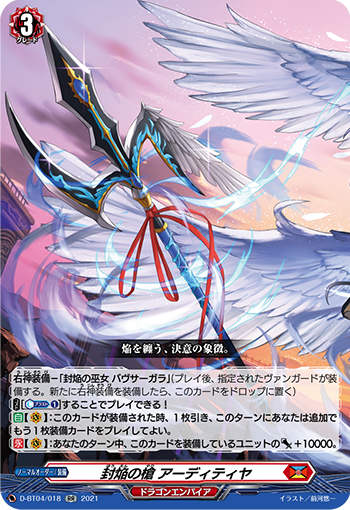 3
グレード
焔を纏う、決意の象徴。
右神装備-「封焔の巫女 バヴサーガラ」(プレイ後、指定されたヴァンガードが装
備する。新たに右神装備を装備したら、このカードをドロップに置く)
1することでプレイできる!
自【】:このカードが装備された時、1枚引き、このターンにあなたは追加で
もう1枚装備カードをプレイしてよい。
永【】:あなたのターン中、このカードを装備しているユニットの+10000。
ノーマルオーダー/装備
封焔の槍 アーディティヤ
ドラゴンエンパイア
D-BT04/018 RR 2021
イラスト/前河悠一